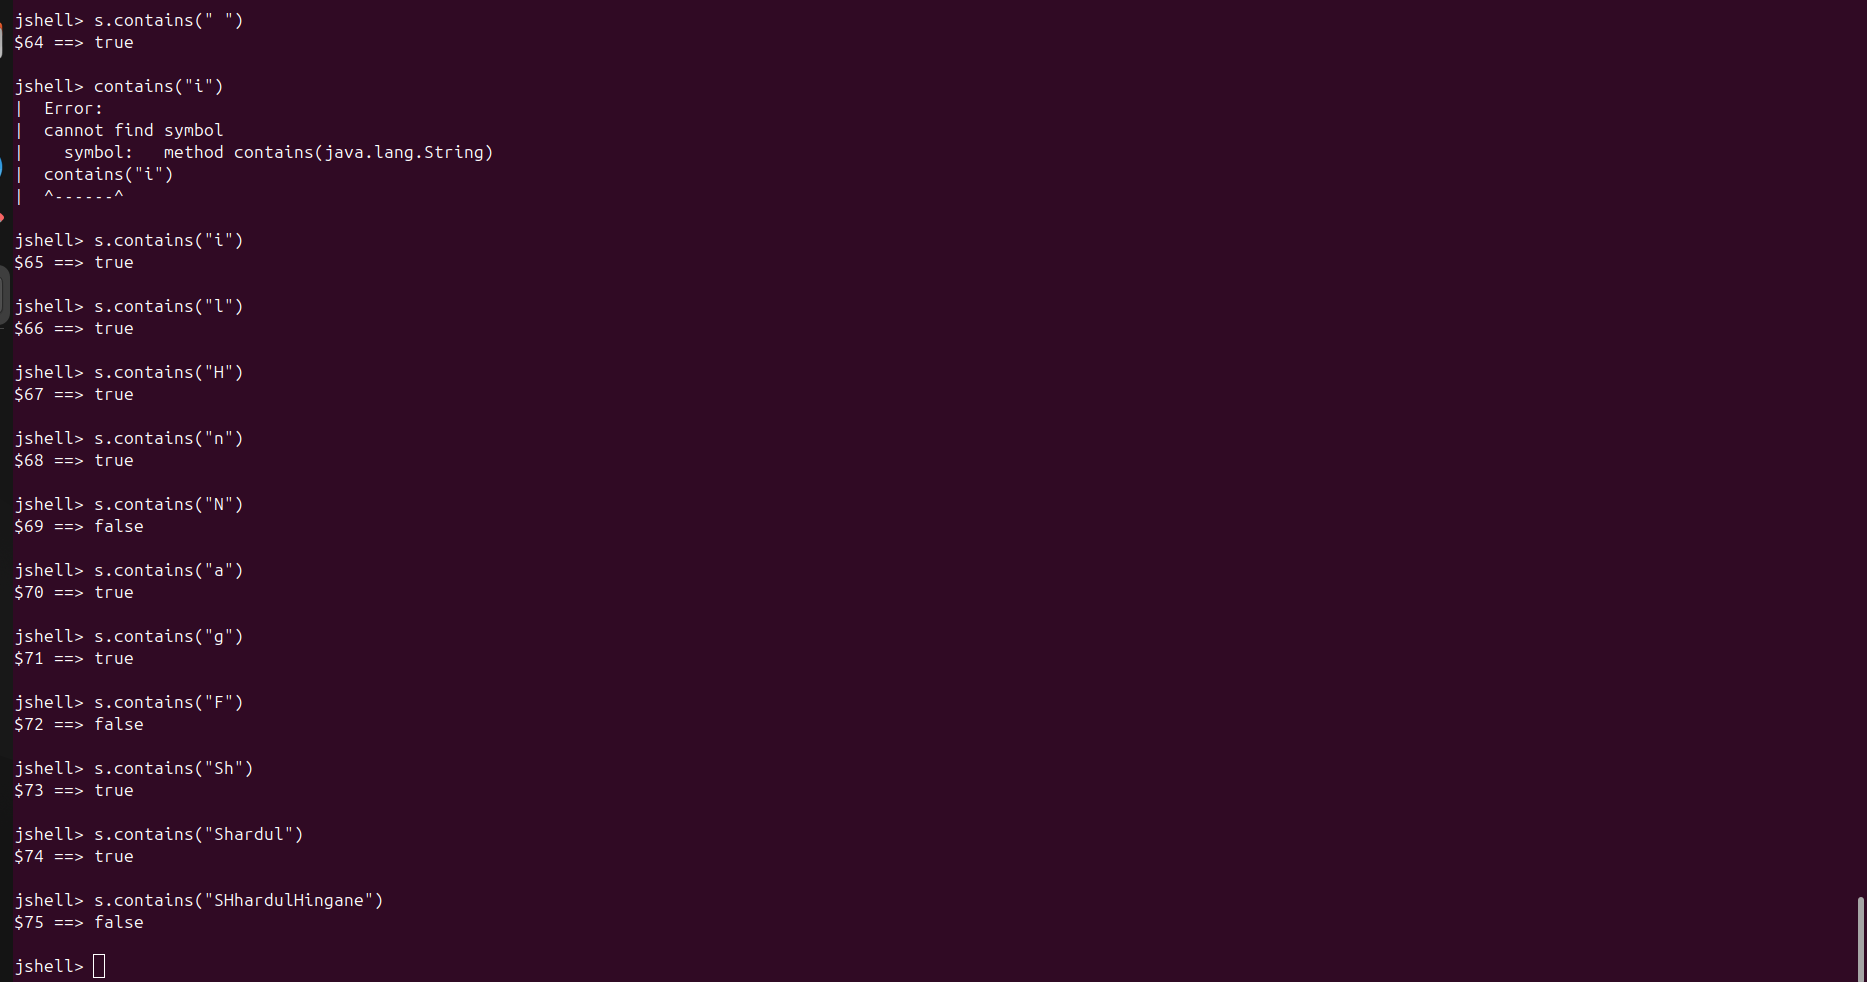 jshell> s.contains(" ")
$64 ==> true
jshell> contains("i")
|  Error:
|  cannot find symbol
|    symbol:   method contains(java.lang.String)
|  contains("i")
|  ^------^
jshell> s.contains("i")
$65 ==> true
jshell> s.contains("l")
$66 ==> true
jshell> s.contains("H")
$67 ==> true
jshell> s.contains("n")
$68 ==> true
jshell> s.contains("N")
$69 ==> false
jshell> s.contains("a")
$70 ==> true
jshell> s.contains("g")
$71 ==> true
jshell> s.contains("F")
$72 ==> false
jshell> s.contains("Sh")
$73 ==> true
jshell> s.contains("Shardul")
$74 ==> true
jshell> s.contains("SHhardulHingane")
$75 ==> false
jshell>